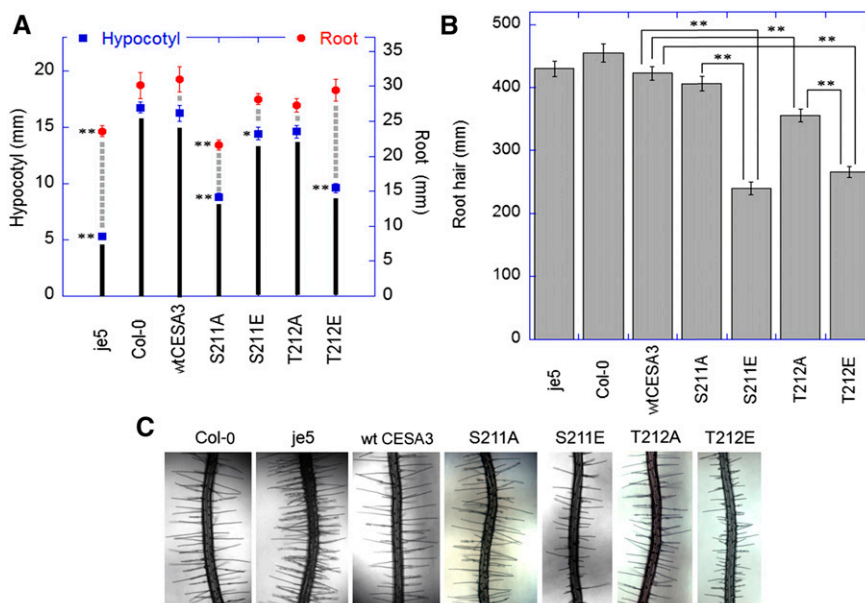 A
Hypocotyl
Root
20
15
10
5
0
Hypocotyl (mm)
35
30
25
20
15
10
5
0
Root (mm)
**
**
**
**
*
**
je5
Col-0
wtCESA3
S211A
S211E
T212A
T212E
B
500
400
300
200
100
0
Root hair (mm)
**
**
**
**
**
je5
Col-0
wtCESA3
S211A
S211E
T212A
T212E
C
Col-0 je5 wt CESA3 S211A S211E T212A T212E